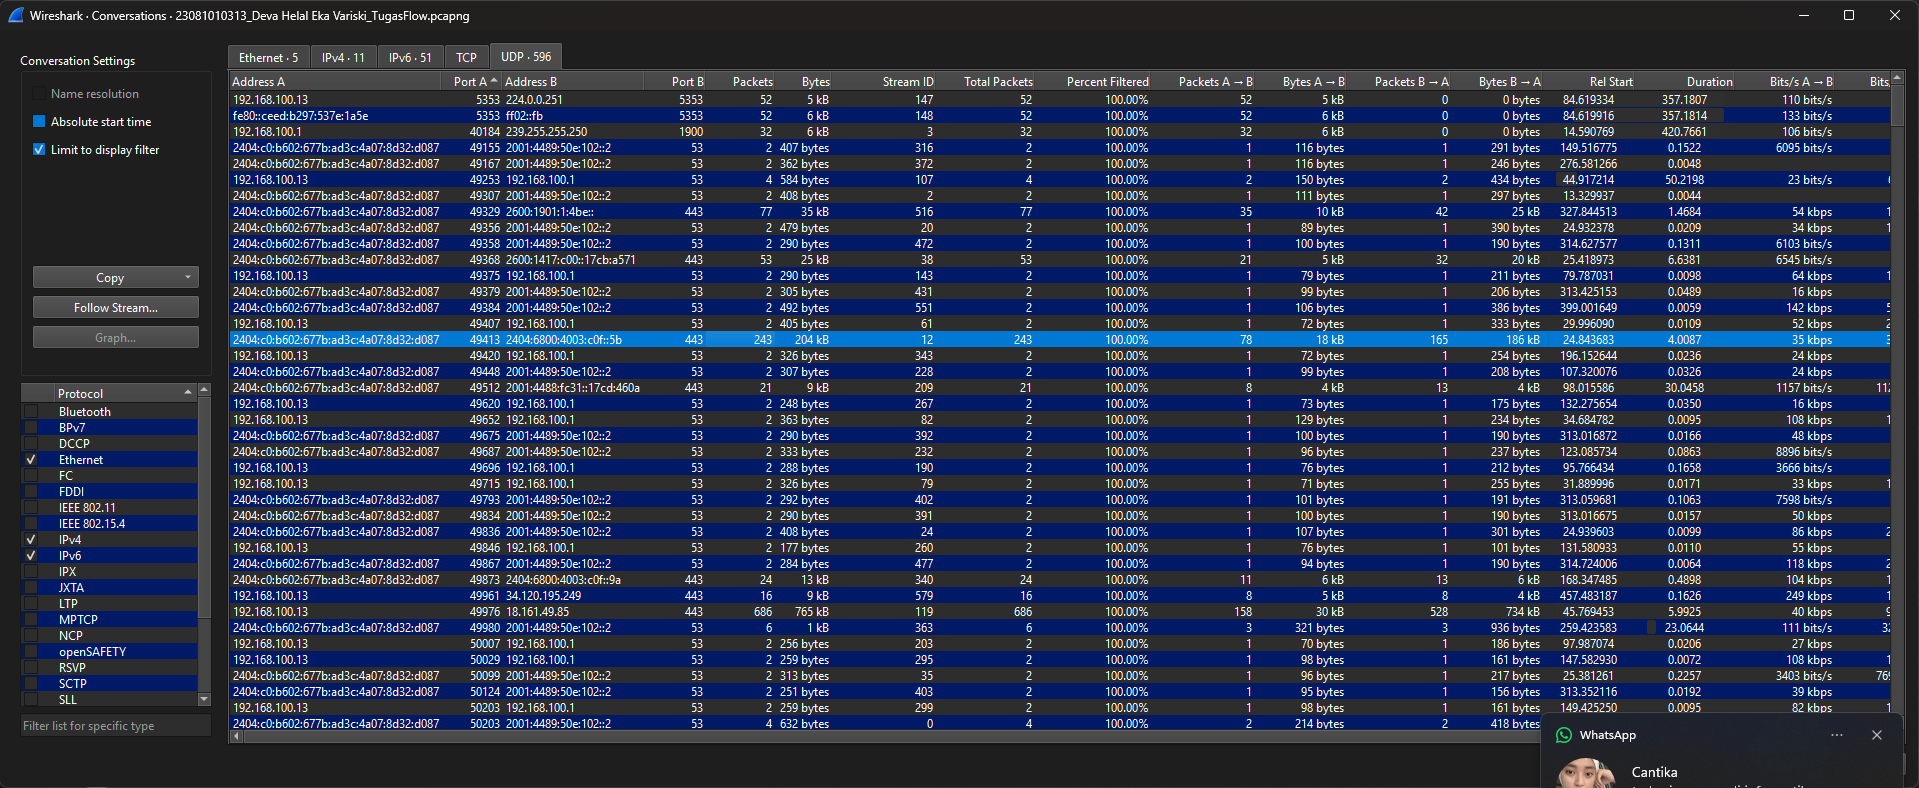 Wireshark · Conversations · 23081010313_Deva Helal Eka Variski_TugasFlow.pcapng
Conversation Settings
Name resolution
Absolute start time
Limit to display filter
Copy
Follow Stream...
Graph...
Protocol
Bluetooth
BPv7
DCCP
Ethernet
FC
FDDI
IEEE 802.11
IEEE 802.15.4
IPv4
IPv6
IPX
JXTA
LTP
MPTCP
NCP
openSAFETY
RSVP
SCTP
SLL
Filter list for specific type
Ethernet · 5 IPv4 · 11 IPv6 · 51 TCP UDP · 596
Address A Port A Address B Port B Packets Bytes Stream ID Total Packets Percent Filtered Packets A → B Bytes A → B Packets B → A Bytes B → A Rel Start Duration Bits/s A → B Bits
192.168.100.13 5353 224.0.0.251 5353 52 5 kB 147 52 100.00% 52 5 kB 0 0 bytes 84.619334 357.1807 110 bits/s
fe80::ceed:b297:537e:1a5e 5353 ff02::fb 5353 52 6 kB 148 52 100.00% 52 6 kB 0 0 bytes 84.619916 357.1814 133 bits/s
192.168.100.1 40184 239.255.255.250 1900 32 6 kB 3 32 100.00% 32 6 kB 0 0 bytes 14.590769 420.7661 106 bits/s
2404:c0:b602:677b:ad3c:4a07:8d32:d087 49155 2001:4489:50e:102::2 53 2 407 bytes 316 2 100.00% 1 116 bytes 1 291 bytes 149.516775 0.1522 6095 bits/s
2404:c0:b602:677b:ad3c:4a07:8d32:d087 49167 2001:4489:50e:102::2 53 2 362 bytes 372 2 100.00% 1 116 bytes 1 246 bytes 276.581266 0.0048
192.168.100.13 49253 192.168.100.1 53 4 584 bytes 107 4 100.00% 2 150 bytes 2 434 bytes 44.917214 50.2198 23 bits/s
2404:c0:b602:677b:ad3c:4a07:8d32:d087 49307 2001:4489:50e:102::2 53 2 408 bytes 2 2 100.00% 1 111 bytes 1 297 bytes 13.329937 0.0044
2404:c0:b602:677b:ad3c:4a07:8d32:d087 49329 2600:1901:1:4be:: 443 77 35 kB 516 77 100.00% 35 10 kB 42 25 kB 327.844513 1.4684 54 kbps 1
2404:c0:b602:677b:ad3c:4a07:8d32:d087 49356 2001:4489:50e:102::2 53 2 479 bytes 20 2 100.00% 1 89 bytes 1 390 bytes 24.932378 0.0209 34 kbps 1
2404:c0:b602:677b:ad3c:4a07:8d32:d087 49358 2001:4489:50e:102::2 53 2 290 bytes 472 2 100.00% 1 100 bytes 1 190 bytes 314.627577 0.1311 6103 bits/s
2404:c0:b602:677b:ad3c:4a07:8d32:d087 49368 2600:1417:c00::17cb:a571 443 53 25 kB 38 53 100.00% 21 5 kB 32 20 kB 25.418973 6.6381 6545 bits/s
192.168.100.13 49375 192.168.100.1 53 2 290 bytes 143 2 100.00% 1 79 bytes 1 211 bytes 79.787031 0.0098 64 kbps 1
2404:c0:b602:677b:ad3c:4a07:8d32:d087 49379 2001:4489:50e:102::2 53 2 305 bytes 431 2 100.00% 1 99 bytes 1 206 bytes 313.425153 0.0489 16 kbps
2404:c0:b602:677b:ad3c:4a07:8d32:d087 49384 2001:4489:50e:102::2 53 2 492 bytes 551 2 100.00% 1 106 bytes 1 386 bytes 399.001649 0.0059 142 kbps 5
192.168.100.13 49407 192.168.100.1 53 2 405 bytes 61 2 100.00% 1 72 bytes 1 333 bytes 29.996090 0.0109 52 kbps 2
2404:c0:b602:677b:ad3c:4a07:8d32:d087 49413 2404:6800:4003:c0f::5b 443 243 204 kB 12 243 100.00% 78 18 kB 165 186 kB 24.843683 4.0087 35 kbps 3
192.168.100.13 49420 192.168.100.1 53 2 326 bytes 343 2 100.00% 1 72 bytes 1 254 bytes 196.152644 0.0236 24 kbps
2404:c0:b602:677b:ad3c:4a07:8d32:d087 49448 2001:4489:50e:102::2 53 2 307 bytes 228 2 100.00% 1 99 bytes 1 208 bytes 107.320076 0.0326 24 kbps
2404:c0:b602:677b:ad3c:4a07:8d32:d087 49512 2001:4488:fc31::17cd:460a 443 21 9 kB 209 21 100.00% 8 4 kB 13 4 kB 98.015586 30.0458 1157 bits/s 112
192.168.100.13 49620 192.168.100.1 53 2 248 bytes 267 2 100.00% 1 73 bytes 1 175 bytes 132.275654 0.0350 16 kbps
192.168.100.13 49652 192.168.100.1 53 2 363 bytes 82 2 100.00% 1 129 bytes 1 234 bytes 34.684782 0.0095 108 kbps 1
2404:c0:b602:677b:ad3c:4a07:8d32:d087 49675 2001:4489:50e:102::2 53 2 290 bytes 392 2 100.00% 1 100 bytes 1 190 bytes 313.016872 0.0166 48 kbps
2404:c0:b602:677b:ad3c:4a07:8d32:d087 49687 2001:4489:50e:102::2 53 2 333 bytes 232 2 100.00% 1 96 bytes 1 237 bytes 123.085734 0.0863 8896 bits/s
192.168.100.13 49696 192.168.100.1 53 2 288 bytes 190 2 100.00% 1 76 bytes 1 212 bytes 95.766434 0.1658 3666 bits/s
192.168.100.13 49715 192.168.100.1 53 2 326 bytes 79 2 100.00% 1 71 bytes 1 255 bytes 31.889996 0.0171 33 kbps 1
2404:c0:b602:677b:ad3c:4a07:8d32:d087 49793 2001:4489:50e:102::2 53 2 292 bytes 402 2 100.00% 1 101 bytes 1 191 bytes 313.059681 0.1063 7598 bits/s
2404:c0:b602:677b:ad3c:4a07:8d32:d087 49834 2001:4489:50e:102::2 53 2 290 bytes 391 2 100.00% 1 100 bytes 1 190 bytes 313.016675 0.0157 50 kbps
2404:c0:b602:677b:ad3c:4a07:8d32:d087 49836 2001:4489:50e:102::2 53 2 408 bytes 24 2 100.00% 1 107 bytes 1 301 bytes 24.939603 0.0099 86 kbps 2
192.168.100.13 49846 192.168.100.1 53 2 177 bytes 260 2 100.00% 1 76 bytes 1 101 bytes 131.580933 0.0110 55 kbps
2404:c0:b602:677b:ad3c:4a07:8d32:d087 49867 2001:4489:50e:102::2 53 2 284 bytes 477 2 100.00% 1 94 bytes 1 190 bytes 314.724006 0.0064 118 kbps 2
2404:c0:b602:677b:ad3c:4a07:8d32:d087 49873 2404:6800:4003:c0f::9a 443 24 13 kB 340 24 100.00% 11 6 kB 13 6 kB 168.347485 0.4898 104 kbps 1
192.168.100.13 49961 34.120.195.249 443 16 9 kB 579 16 100.00% 8 5 kB 8 4 kB 457.483187 0.1626 249 kbps 1
192.168.100.13 49976 18.161.49.85 443 686 765 kB 119 686 100.00% 158 30 kB 528 734 kB 45.769453 5.9925 40 kbps 9
2404:c0:b602:677b:ad3c:4a07:8d32:d087 49980 2001:4489:50e:102::2 53 6 1 kB 363 6 100.00% 3 321 bytes 3 936 bytes 259.423583 23.0644 111 bits/s 32
192.168.100.13 50007 192.168.100.1 53 2 256 bytes 203 2 100.00% 1 70 bytes 1 186 bytes 97.987074 0.0206 27 kbps
192.168.100.13 50029 192.168.100.1 53 2 259 bytes 295 2 100.00% 1 98 bytes 1 161 bytes 147.582930 0.0072 108 kbps 1
2404:c0:b602:677b:ad3c:4a07:8d32:d087 50099 2001:4489:50e:102::2 53 2 313 bytes 35 2 100.00% 1 96 bytes 1 217 bytes 25.381261 0.2257 3403 bits/s 769
2404:c0:b602:677b:ad3c:4a07:8d32:d087 50124 2001:4489:50e:102::2 53 2 251 bytes 403 2 100.00% 1 95 bytes 1 156 bytes 313.352116 0.0192 39 kbps
192.168.100.13 50203 192.168.100.1 53 2 259 bytes 299 2 100.00% 1 98 bytes 1 161 bytes 149.425250 0.0095 82 kbps 1
2404:c0:b602:677b:ad3c:4a07:8d32:d087 50203 2001:4489:50e:102::2 53 4 632 bytes 0 4 100.00% 2 214 bytes 2 418 bytes
WhatsApp
Cantika